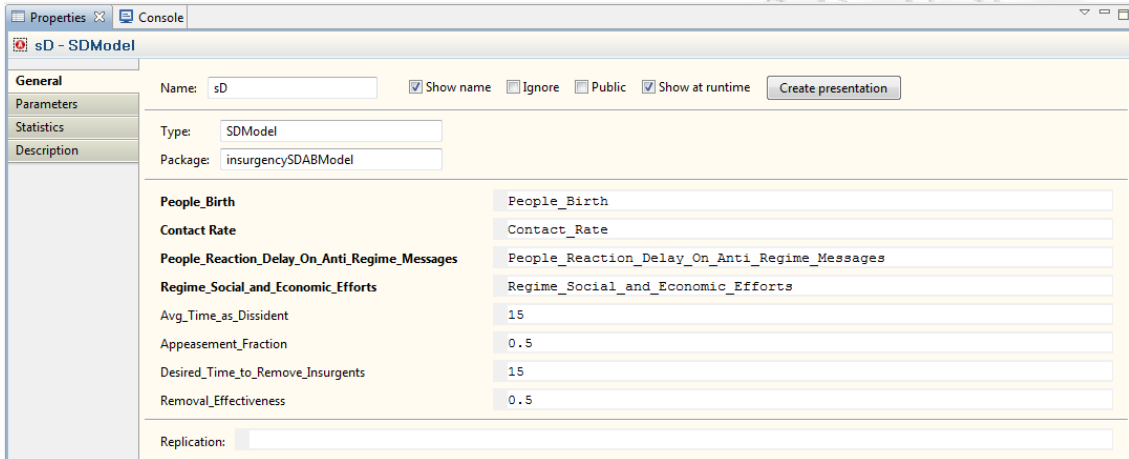 Properties Console
sD - SDModel
General
Parameters
Statistics
Description
Name: sD Show name Ignore Public Show at runtime Create presentation
Type: SDModel
Package: insurgencySDABModel
People_Birth People_Birth
Contact Rate Contact_Rate
People_Reaction_Delay_On_Anti_Regime_Messages People_Reaction_Delay_On_Anti_Regime_Messages
Regime_Social_and_Economic_Efforts Regime_Social_and_Economic_Efforts
Avg_Time_as_Dissident 15
Appeasement_Fraction 0.5
Desired_Time_to_Remove_Insurgents 15
Removal_Effectiveness 0.5
Replication: